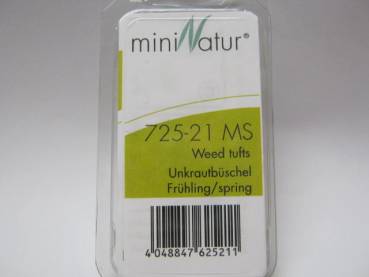 miniNatur®
725-21 MS
Weed tufts
Unkrautbüschel
Frühling/spring
4 048847 625211